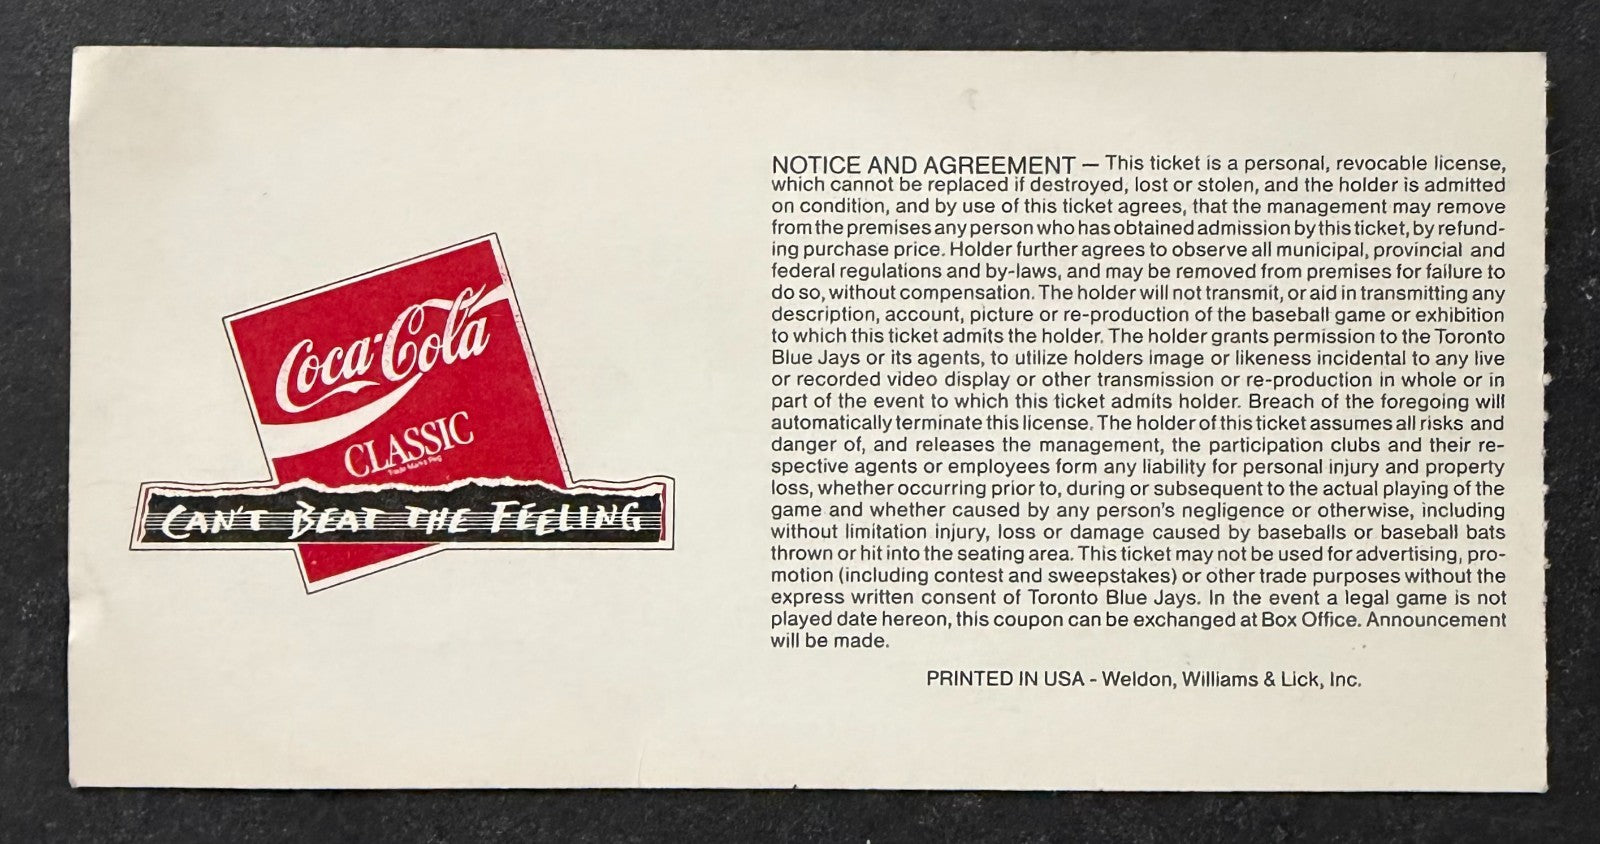 Coca-Cola
CLASSIC
Trade Mark Reg
CAN'T BEAT THE FEELING
NOTICE AND AGREEMENT — This ticket is a personal, revocable license,
which cannot be replaced if destroyed, lost or stolen, and the holder is admitted
on condition, and by use of this ticket agrees, that the management may remove
from the premises any person who has obtained admission by this ticket, by refund-
ing purchase price. Holder further agrees to observe all municipal, provincial and
federal regulations and by-laws, and may be removed from premises for failure to
do so, without compensation. The holder will not transmit, or aid in transmitting any
description, account, picture or re-production of the baseball game or exhibition
to which this ticket admits the holder. The holder grants permission to the Toronto
Blue Jays or its agents, to utilize holders image or likeness incidental to any live
or recorded video display or other transmission or re-production in whole or in
part of the event to which this ticket admits holder. Breach of the foregoing will
automatically terminate this license. The holder of this ticket assumes all risks and
danger of, and releases the management, the participation clubs and their re-
spective agents or employees form any liability for personal injury and property
loss, whether occurring prior to, during or subsequent to the actual playing of the
game and whether caused by any person's negligence or otherwise, including
without limitation injury, loss or damage caused by baseballs or baseball bats
thrown or hit into the seating area. This ticket may not be used for advertising, pro-
motion (including contest and sweepstakes) or other trade purposes without the
express written consent of Toronto Blue Jays. In the event a legal game is not
played date hereon, this coupon can be exchanged at Box Office. Announcement
will be made.
PRINTED IN USA - Weldon, Williams & Lick, Inc.